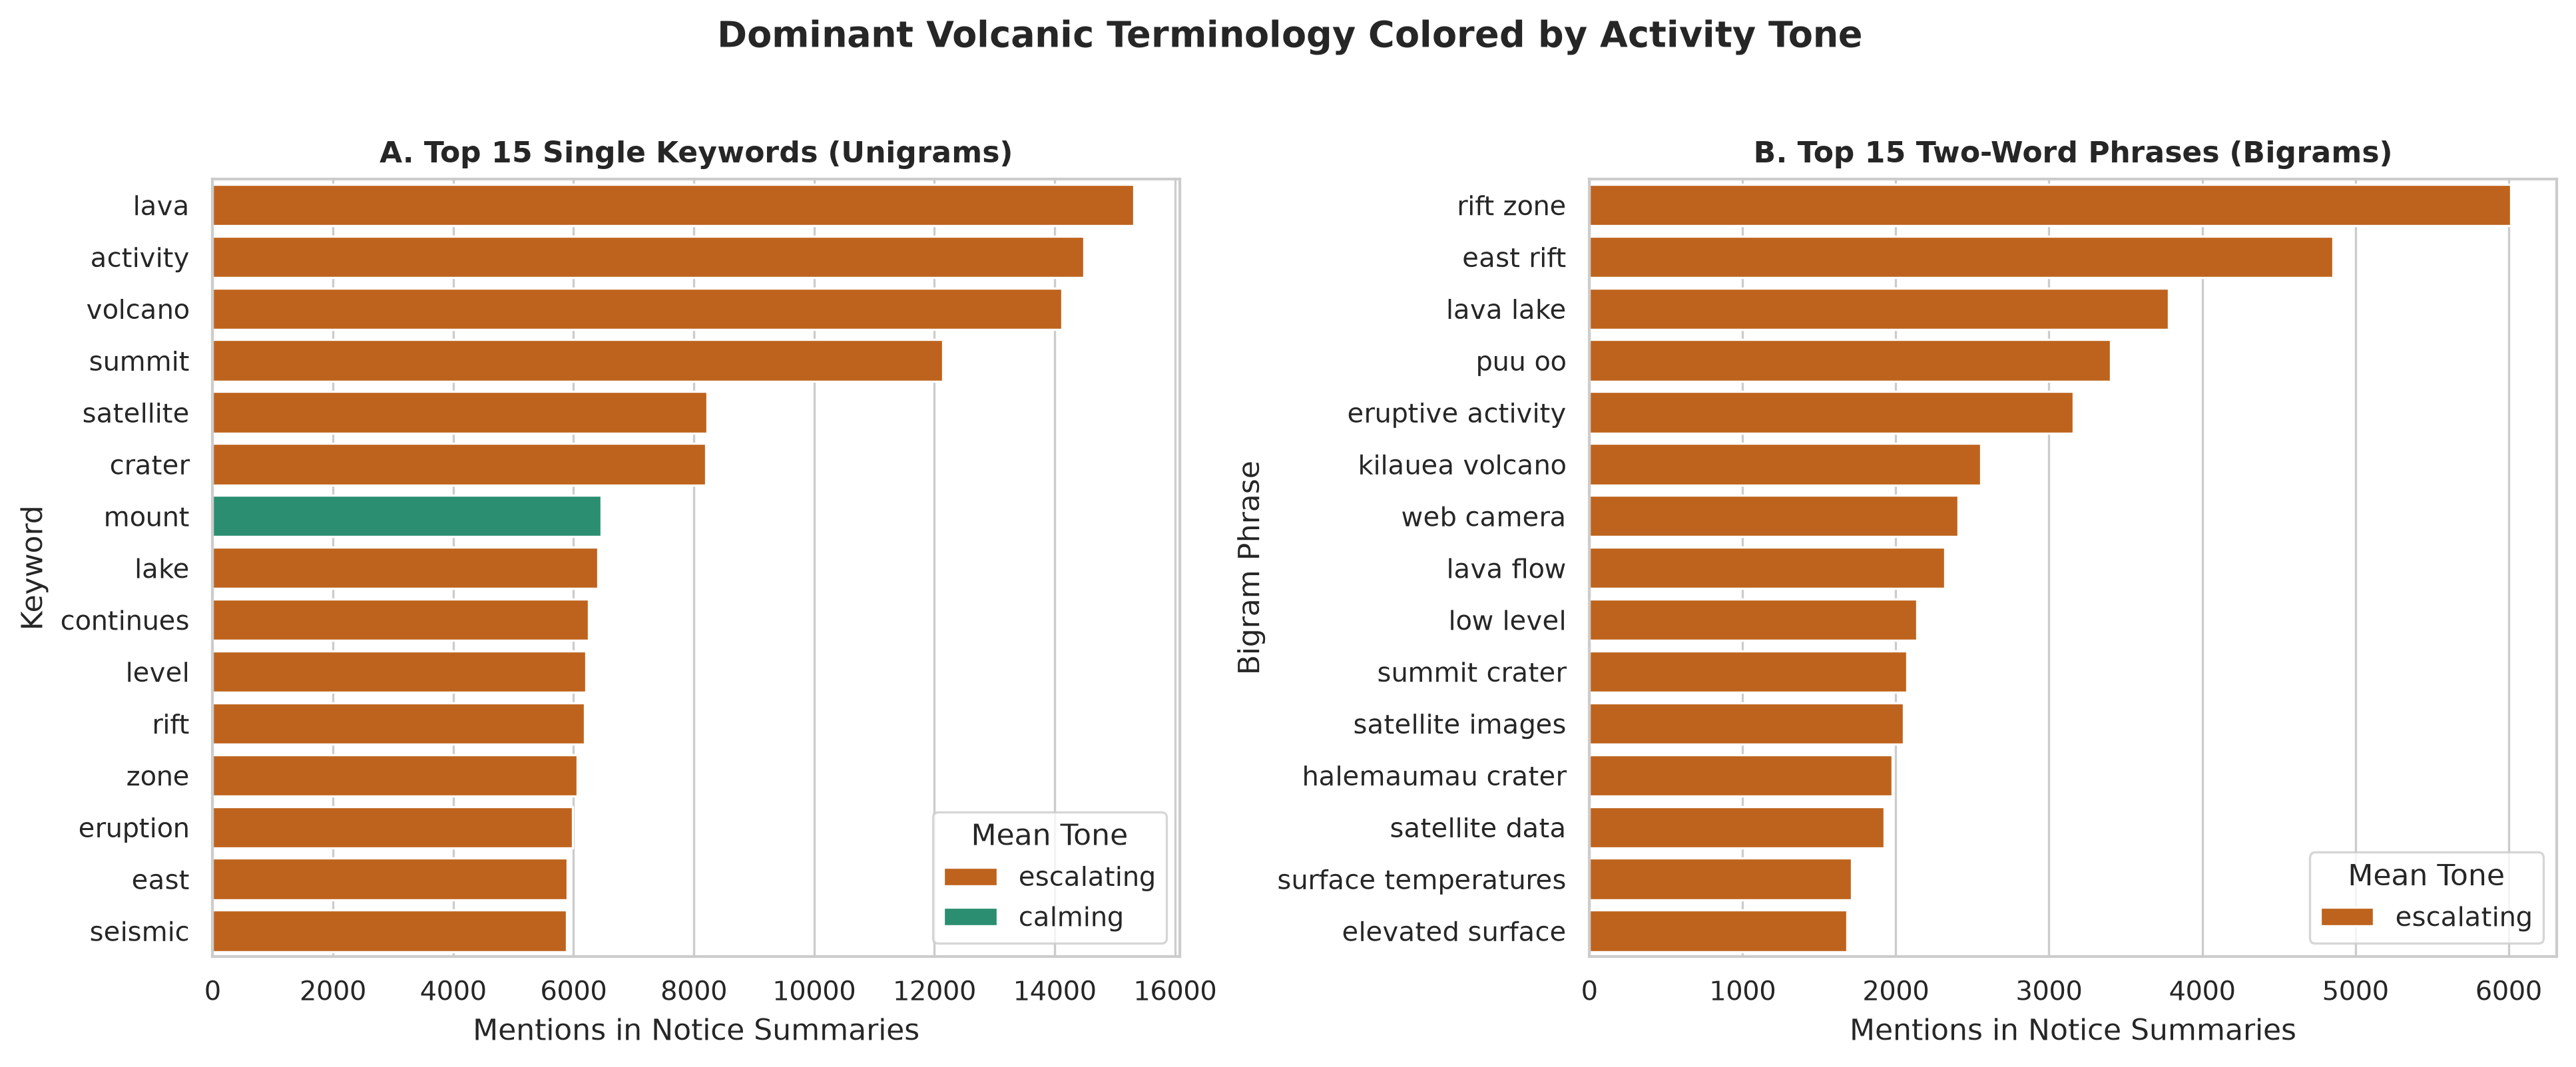 Dominant Volcanic Terminology Colored by Activity Tone
A. Top 15 Single Keywords (Unigrams)
Keyword
lava
activity
volcano
summit
satellite
crater
mount
lake
continues
level
rift
zone
eruption
east
seismic
Mean Tone
escalating
calming
0 2000 4000 6000 8000 10000 12000 14000 16000
Mentions in Notice Summaries
B. Top 15 Two-Word Phrases (Bigrams)
Bigram Phrase
rift zone
east rift
lava lake
puu oo
eruptive activity
kilauea volcano
web camera
lava flow
low level
summit crater
satellite images
halemaumau crater
satellite data
surface temperatures
elevated surface
Mean Tone
escalating
0 1000 2000 3000 4000 5000 6000
Mentions in Notice Summaries